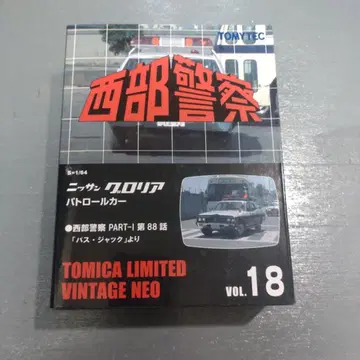 TOMYTEC
西部警察
S=1/64
ニッサン グロリア
パトロールカー
●西部警察 PART-I 第88話
「バス・ジャック」より
TOMICA LIMITED
VINTAGE NEO
VOL.18